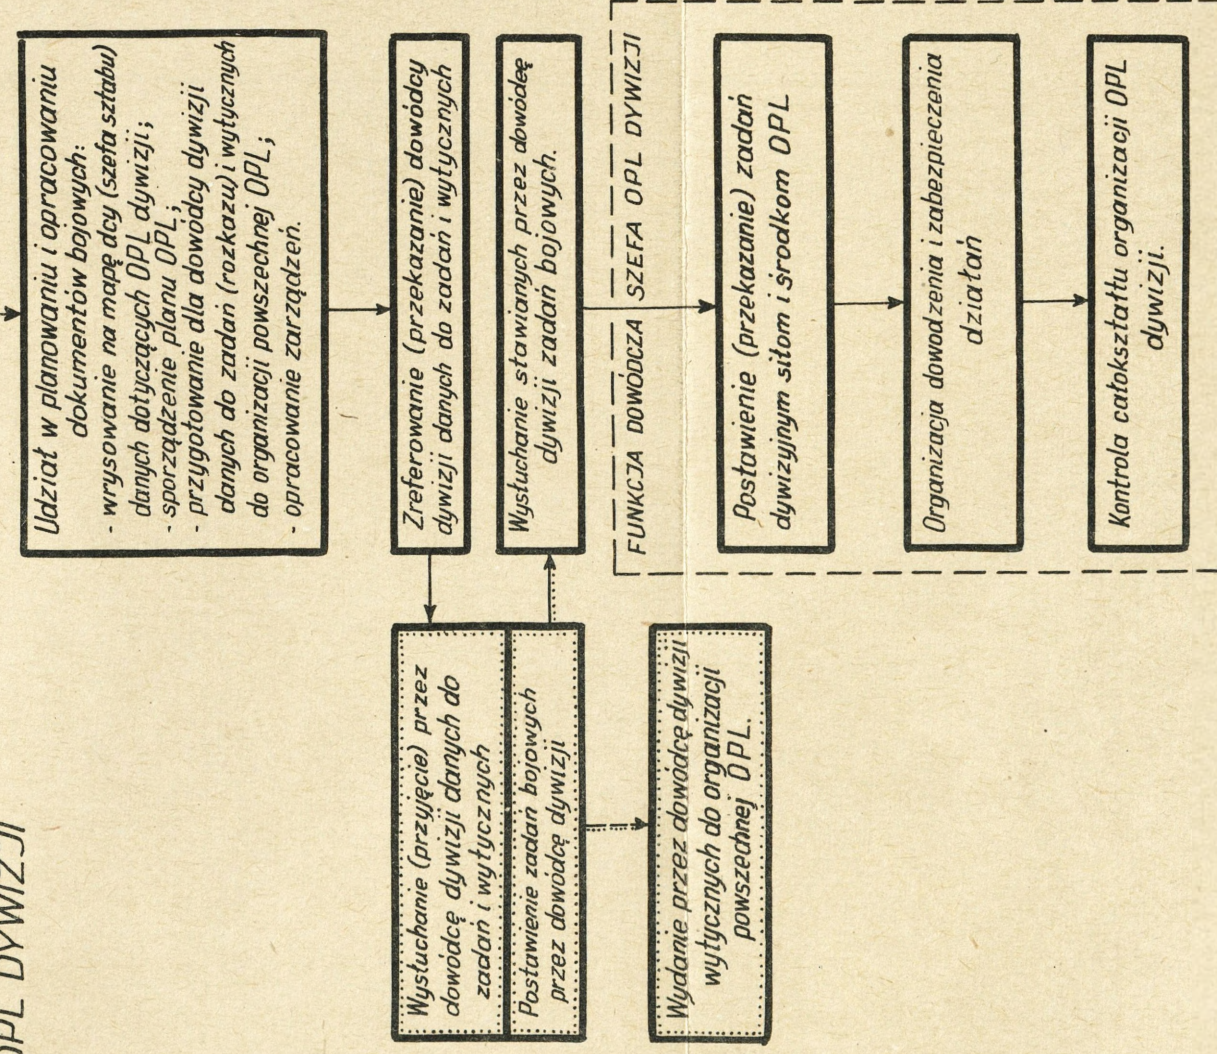 OPL DYWIZJI
Udział w planowaniu i opracowaniu
dokumentów bojowych:
- wrysowanie na mapę dcy (szefa sztabu)
danych dotyczących OPL dywizji;
- sporządzenie planu OPL;
- przygotowanie dla dowódcy dywizji
danych do zadań (rozkazu) i wytycznych
do organizacji powszechnej OPL;
- opracowanie zarządzeń.
Zreferowanie (przekazanie) dowódcy
dywizji danych do zadań i wytycznych
Wysłuchanie (przyjęcie) przez
dowódcę dywizji danych do
zadań i wytycznych
Postawienie zadań bojowych
przez dowódcę dywizji
Wysłuchanie stawianych przez dowódcę
dywizji zadań bojowych.
Wydanie przez dowódcę dywizji
wytycznych do organizacji
powszechnej OPL.
FUNKCJA DOWÓDCZA SZEFA OPL DYWIZJI
Postawienie (przekazanie) zadań
dywizyjnym siłom i środkom OPL
Organizacja dowodzenia i zabezpieczenia
działań
Kontrola całokształtu organizacji OPL
dywizji.